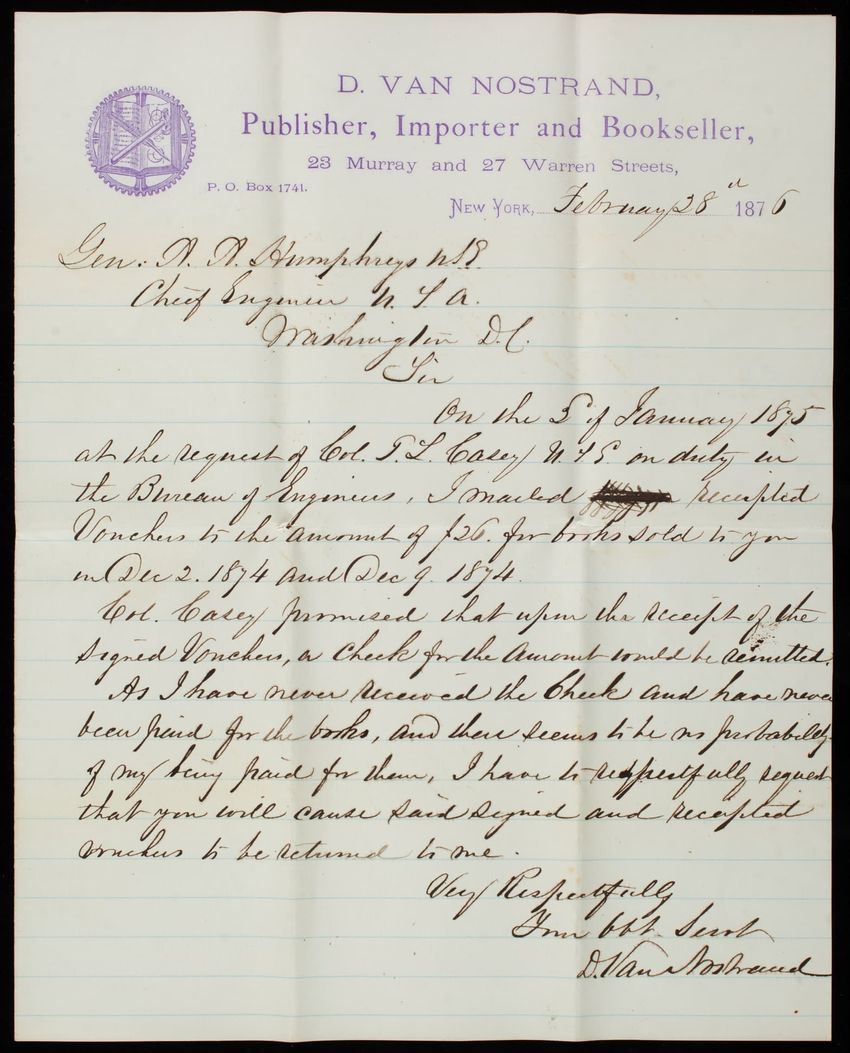 D. VAN NOSTRAND,
Publisher, Importer and Bookseller,
23 Murray and 27 Warren Streets,
P. O. Box 1741.
NEW YORK, February 28th 1876
Gen: A. A. Humphreys U.S.E.
Chief Engineer U. S. A.
Washington D.C.
Sir
On the 5 of January 1875
at the request of Col. T. L. Casey U. S. E. on duty in
the Bureau of Engineers, I mailed receipted
Vouchers to the amount of $26. for books sold to you
in Dec 2. 1874 and Dec 9. 1874.
Col. Casey promised that upon the receipt of the
signed Vouchers, a Check for the Amount would be remitted.
As I have never received the Check and have never
been paid for the books, and there seems to be no probability
of my being paid for them, I have to respectfully request
that you will cause said signed and receipted
vouchers to be returned to me.
Very Respectfully
Your Obt. Servt
D. Van Nostrand